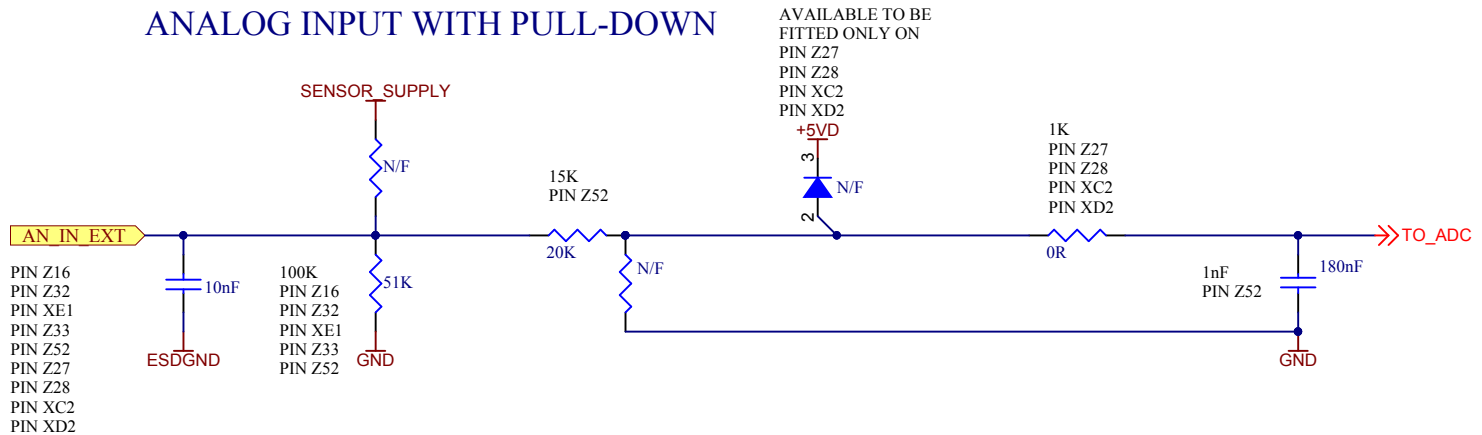 ANALOG INPUT WITH PULL-DOWN
AVAILABLE TO BE
FITTED ONLY ON
PIN Z27
PIN Z28
PIN XC2
PIN XD2
+5VD
3
N/F
2
SENSOR_SUPPLY
N/F
15K
PIN Z52
20K
1K
PIN Z27
PIN Z28
PIN XC2
PIN XD2
0R
AN_IN_EXT
TO_ADC
PIN Z16
PIN Z32
PIN XE1
PIN Z33
PIN Z52
PIN Z27
PIN Z28
PIN XC2
PIN XD2
10nF
ESDGND
100K
PIN Z16
PIN Z32
PIN XE1
PIN Z33
PIN Z52
51K
GND
N/F
1nF
PIN Z52
180nF
GND